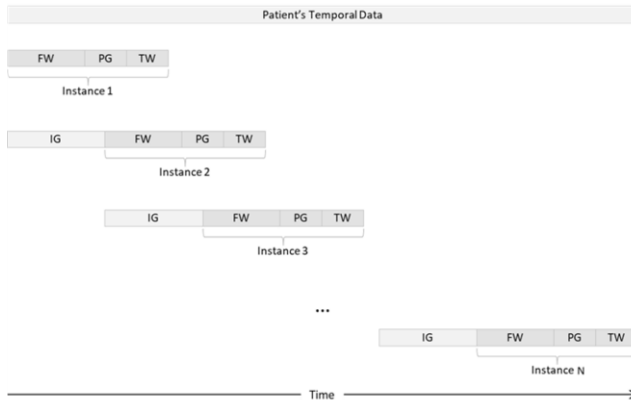 Patient's Temporal Data
FW PG TW
Instance 1
IG FW PG TW
Instance 2
IG FW PG TW
Instance 3
...
IG FW PG TW
Instance N
Time